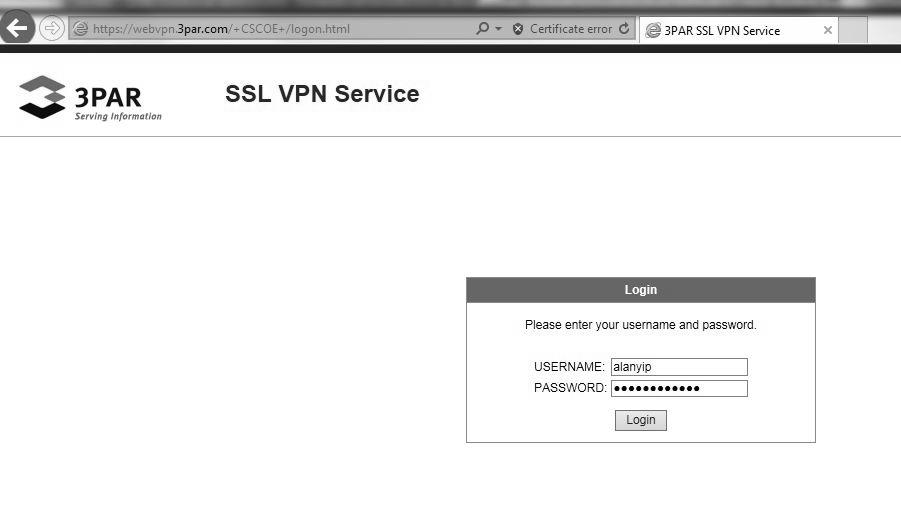 https://webvpn.3par.com/+CSCOE+/logon.html Certificate error 3PAR SSL VPN Service
3PAR
Serving Information
SSL VPN Service
Login
Please enter your username and password.
USERNAME: alanyip
PASSWORD: ●●●●●●●●●●●●
Login